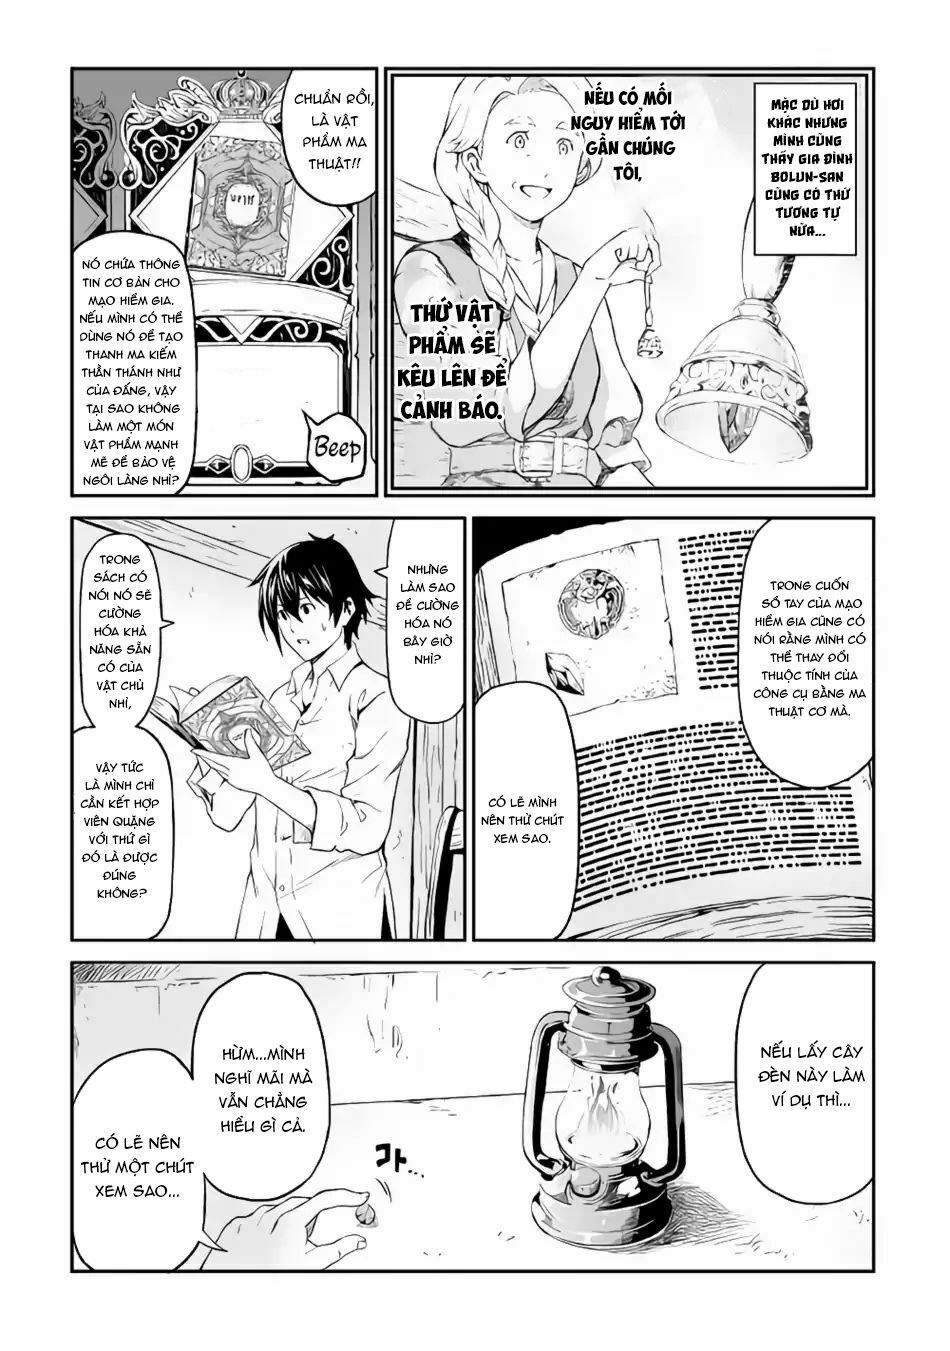 MẶC DÙ HƠI
KHÁC NHƯNG
MÌNH CŨNG
THẤY GIA ĐÌNH
BOLUN-SAN
CŨNG CÓ THỨ
TƯƠNG TỰ
NỮA...
NẾU CÓ MỐI
NGUY HIỂM TỚI
GẦN CHÚNG
TÔI,
THỨ VẬT
PHẨM SẼ
KÊU LÊN ĐỂ
CẢNH BÁO.
CHUẨN RỒI,
LÀ VẬT
PHẨM MA
THUẬT!!
NÓ CHỨA THÔNG
TIN CƠ BẢN CHO
MẠO HIỂM GIA.
NẾU MÌNH CÓ THỂ
DÙNG NÓ ĐỂ TẠO
THANH MA KIẾM
THẦN THÁNH NHƯ
CỦA ĐẤNG, VẬY
TẠI SAO KHÔNG
LÀM MỘT MÓN
VẬT PHẨM MẠNH
MẼ ĐỂ BẢO VỆ
NGÔI LÀNG NHỈ?
Beep
TRONG CUỐN
SỔ TAY CỦA MẠO
HIỂM GIA CŨNG CÓ
NÓI RẰNG MÌNH CÓ
THỂ THAY ĐỔI
THUỘC TÍNH CỦA
CÔNG CỤ BẰNG MA
THUẬT CƠ MÀ.
CÓ LẼ MÌNH
NÊN THỬ CHÚT
XEM SAO.
NHƯNG
LÀM SAO
ĐỂ CƯỜNG
HÓA NÓ
BÂY GIỜ
NHỈ?
TRONG
SÁCH CÓ
NÓI NÓ SẼ
CƯỜNG
HÓA KHẢ
NĂNG SẴN
CÓ CỦA
VẬT CHỦ
NHỈ,
VẬY TỨC
LÀ MÌNH CHỈ
CẦN KẾT HỢP
VIÊN QUẶNG
VỚI THỨ GÌ
ĐÓ LÀ ĐƯỢC
ĐÚNG
KHÔNG?
NẾU LẤY CÂY
ĐÈN NÀY LÀM
VÍ DỤ THÌ...
コト...
HỪM...MÌNH
NGHĨ MÃI MÀ
VẪN CHẲNG
HIỂU GÌ CẢ.
CÓ LẼ NÊN
THỬ MỘT CHÚT
XEM SAO...